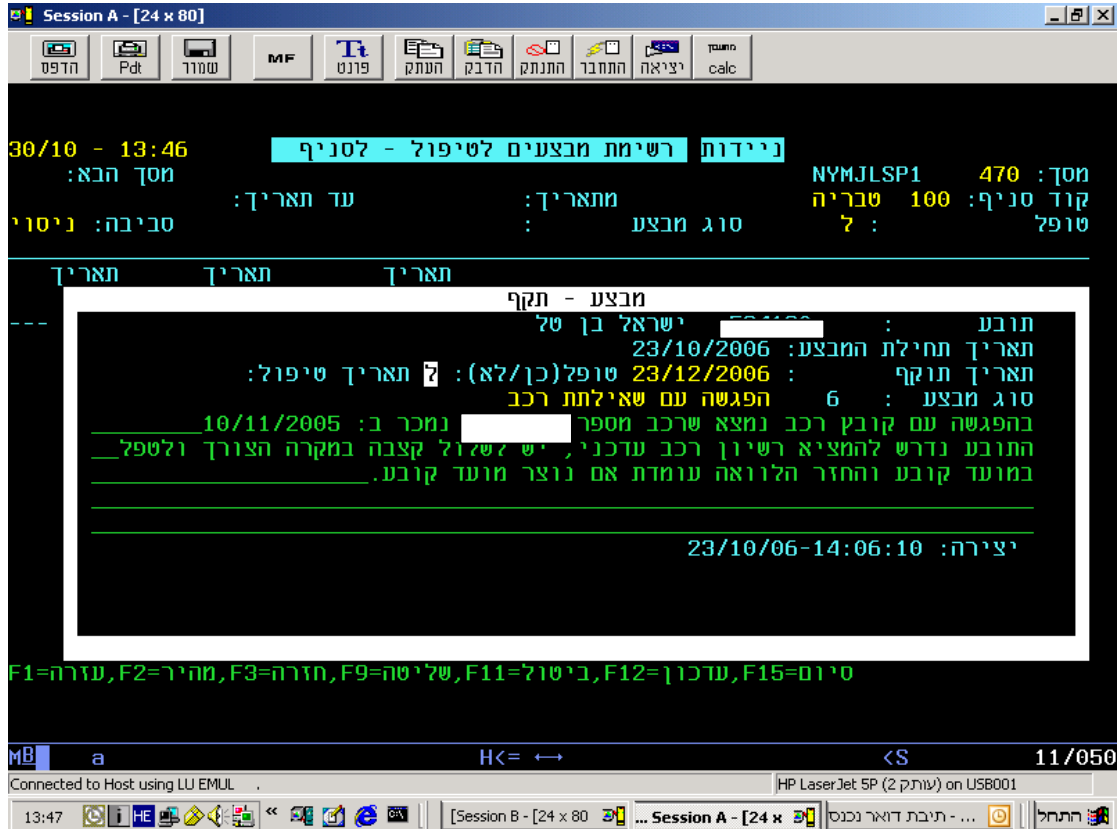 Session A - [24 x 80]
הדפס Pdt שמור MF פונט העתק הדבק התנתק התחבר יציאה calc
ניידות רשימת מבצעים לטיפול - לסניף 30/10 - 13:46
מסך: 470 NYMJLSP1 מסך הבא:
קוד סניף: 100 טבריה מתאריך: עד תאריך:
טופל : ל סוג מבצע : סביבה: ניסוי
תאריך תאריך תאריך
מבצע - תקף
---
תובע : ישראל בן טל
תאריך תחילת המבצע: 23/10/2006
תאריך תוקף : 23/12/2006 טופל(כן/לא): ל תאריך טיפול:
סוג מבצע : 6 הפגשה עם שאילתת רכב
בהפגשה עם קובץ רכב נמצא שרכב מספר נמכר ב: 10/11/2005
התובע נדרש להמציא רשיון רכב עדכני, יש לשלול קצבה במקרה הצורך ולטפל
במועד קובע והחזר הלוואה עומדת אם נוצר מועד קובע.
יצירה: 23/10/06-14:06:10
F1=עזרה,F2=מהיר,F3=חזרה,F9=שליטה,F11=ביטול,F12=עדכון,F15=סיום
MB a H<= ←→ <S 11/050
Connected to Host using LU EMUL . HP LaserJet 5P (עותק 2) on USB001
התחל תיבת דואר נכנס - ... Session A - [24 x ... [Session B - [24 x 80 « HE 13:47